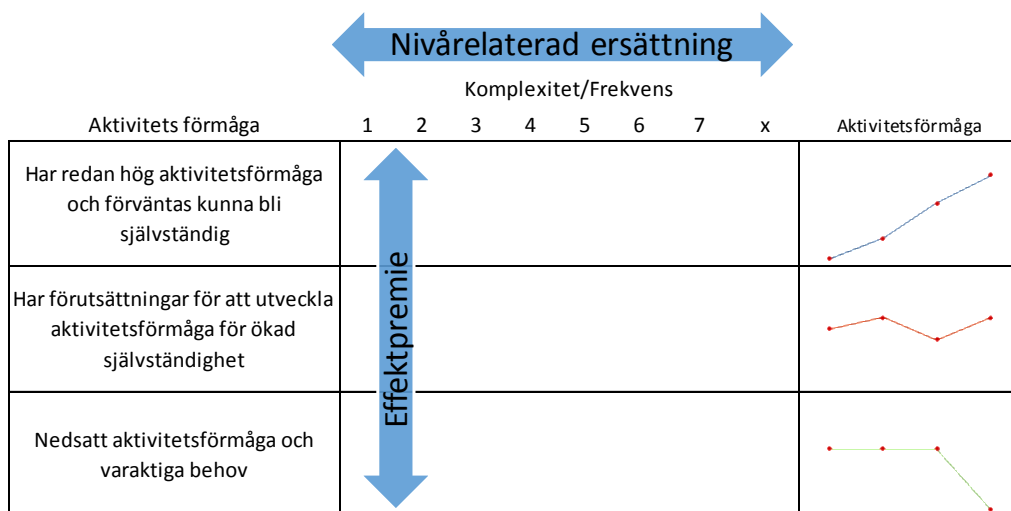 Nivårelaterad ersättning
Komplexitet/Frekvens
Aktivitets förmåga 1 2 3 4 5 6 7 x Aktivitetsförmåga
Har redan hög aktivitetsförmåga
och förväntas kunna bli
självständig
Effektpremie
Har förutsättningar för att utveckla
aktivitetsförmåga för ökad
självständighet
Nedsatt aktivitetsförmåga och
varaktiga behov